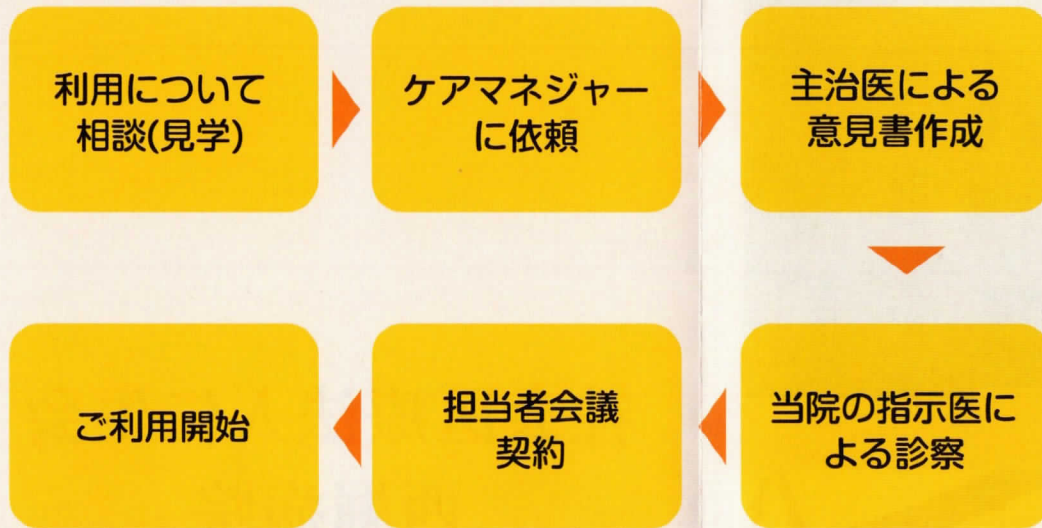 利用について
相談(見学)
ケアマネジャー
に依頼
主治医による
意見書作成
当院の指示医に
よる診察
担当者会議
契約
ご利用開始